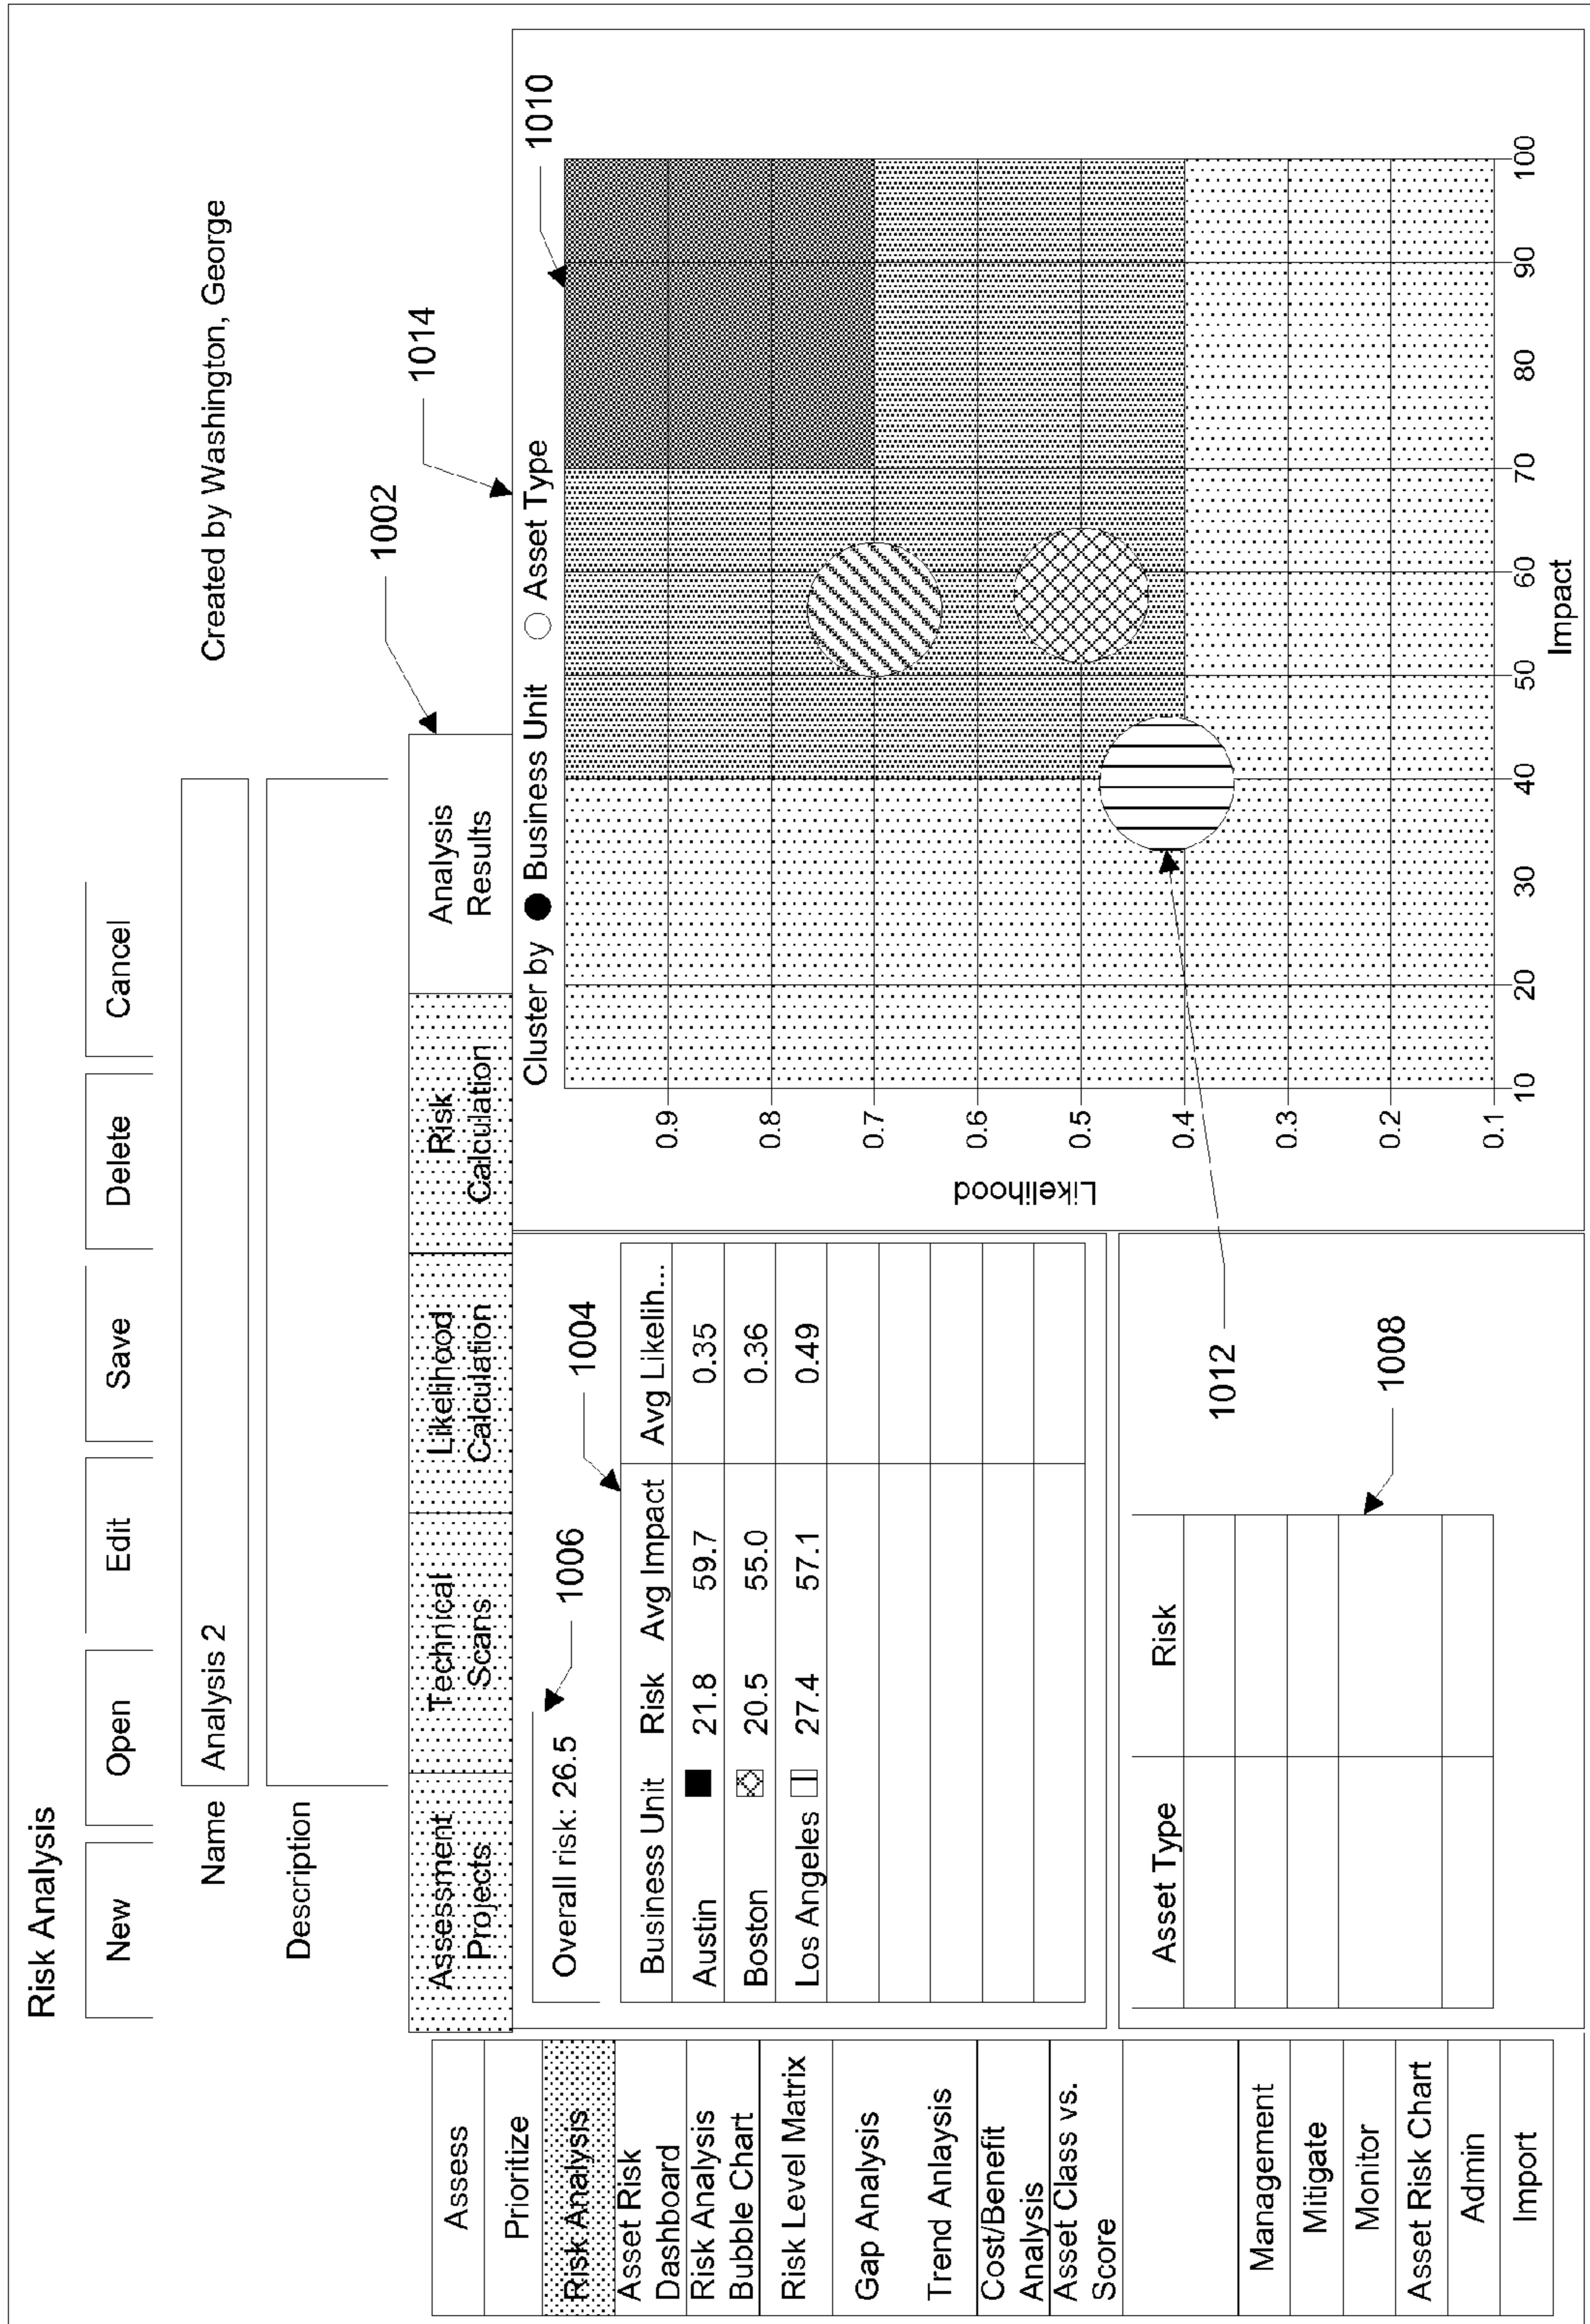 Risk Analysis
New
Open
Edit
Save
Delete
Cancel
Name
Analysis 2
Created by Washington, George
Description
Assess
Prioritize
Risk Analysis
Asset Risk
Dashboard
Risk Analysis
Bubble Chart
Risk Level Matrix
Gap Analysis
Trend Anlaysis
Cost/Benefit
Analysis
Asset Class vs.
Score
Management
Mitigate
Monitor
Asset Risk Chart
Admin
Import
Assessment
Projects
Technical
Scans
Likelihood
Calculation
Risk
Calculation
Analysis
Results
1002
1014
Overall risk: 26.5
1006
1004
Business Unit Risk Avg Impact Avg Likelih...
Austin 21.8 59.7 0.35
Boston 20.5 55.0 0.36
Los Angeles 27.4 57.1 0.49
Asset Type Risk
1012
1008
Cluster by Business Unit Asset Type
1010
Likelihood
0.9
0.8
0.7
0.6
0.5
0.4
0.3
0.2
0.1
10 20 30 40 50 60 70 80 90 100
Impact